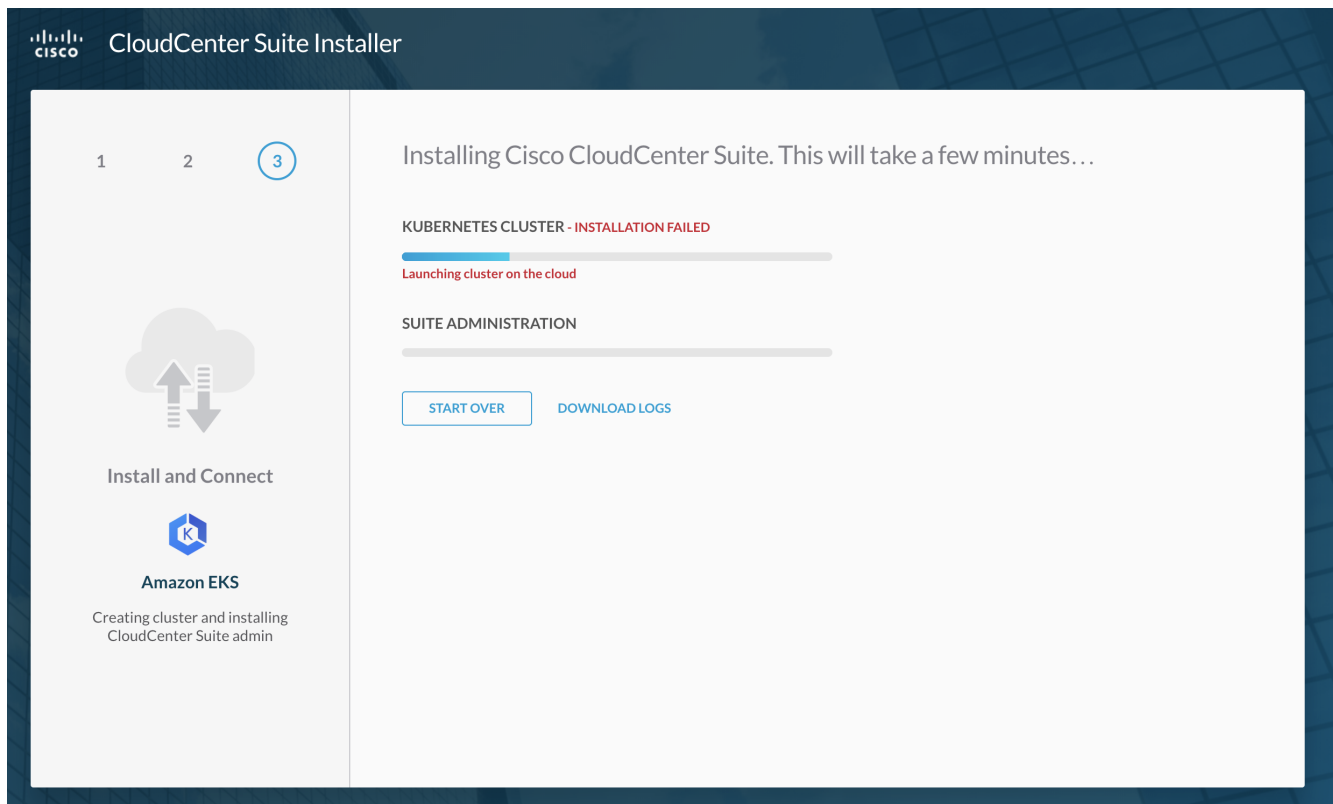 cisco
CloudCenter Suite Installer
1 2 3
Install and Connect
K
Amazon EKS
Creating cluster and installing
CloudCenter Suite admin
Installing Cisco CloudCenter Suite. This will take a few minutes...
KUBERNETES CLUSTER - INSTALLATION FAILED
Launching cluster on the cloud
SUITE ADMINISTRATION
START OVER
DOWNLOAD LOGS